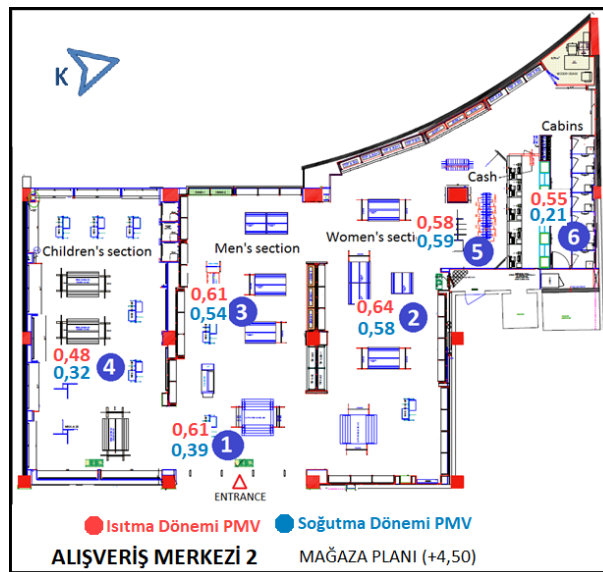 K
Cabins
Cash
0,55
0,21
6
0,58
0,59
5
Children's section
Men's section
Women's secti
0,61
0,54
3
0,64
0,58
2
0,48
0,32
4
0,61
0,39
1
ENTRANCE
Isıtma Dönemi PMV
Soğutma Dönemi PMV
ALIŞVERİŞ MERKEZİ 2
MAĞAZA PLANI (+4,50)